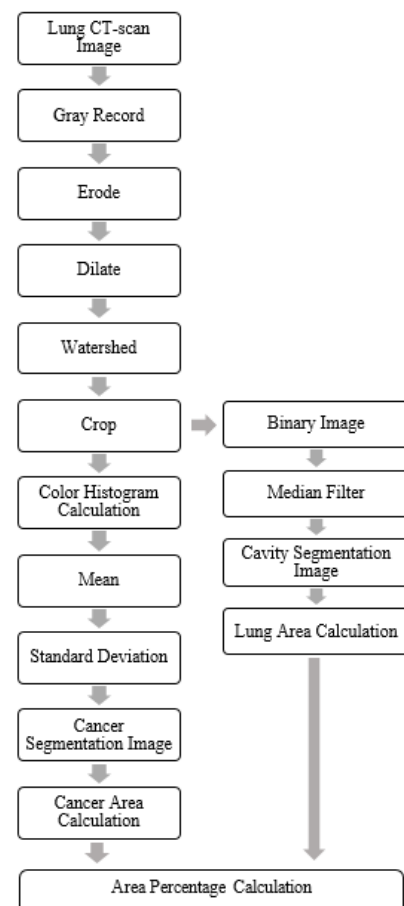 Lung CT-scan
Image
Gray Record
Erode
Dilate
Watershed
Crop
Color Histogram
Calculation
Mean
Standard Deviation
Cancer
Segmentation Image
Cancer Area
Calculation
Binary Image
Median Filter
Cavity Segmentation
Image
Lung Area Calculation
Area Percentage Calculation